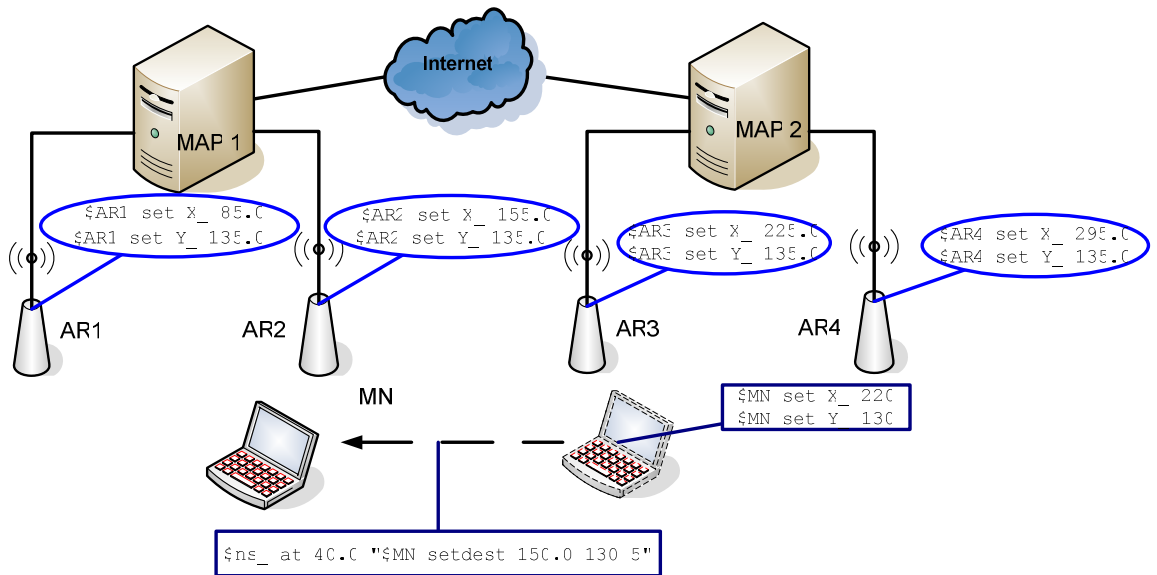 Internet
MAP 1
MAP 2
$AR1 set X_ 85.0
$AR1 set Y_ 135.0
$AR2 set X_ 155.0
$AR2 set Y_ 135.0
$AR3 set X_ 225.0
$AR3 set Y_ 135.0
$AR4 set X_ 295.0
$AR4 set Y_ 135.0
AR1
AR2
AR3
AR4
MN
$MN set X_ 220
$MN set Y_ 130
$ns_ at 40.0 "$MN setdest 150.0 130 5"